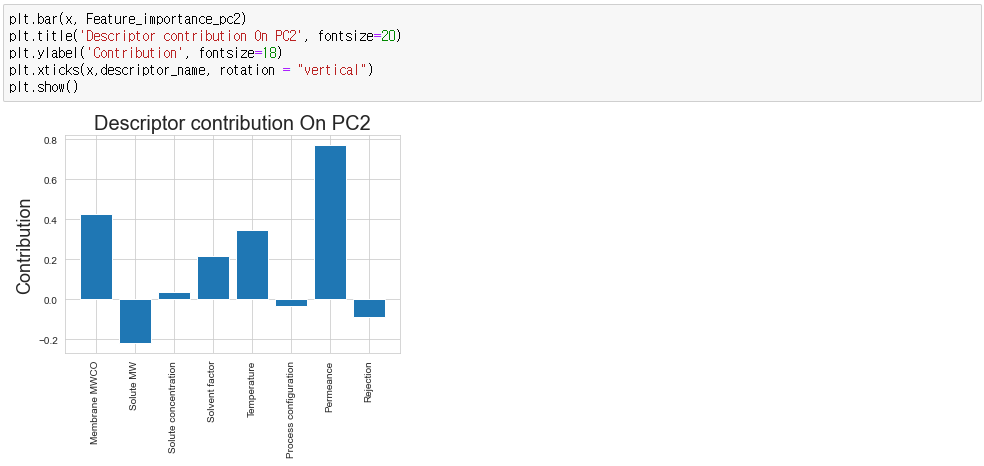 plt.bar(x, Feature_importance_pc2)
plt.title('Descriptor contribution On PC2', fontsize=20)
plt.ylabel('Contribution', fontsize=18)
plt.xticks(x,descriptor_name, rotation = "vertical")
plt.show()
Descriptor contribution On PC2
0.8
0.6
0.4
0.2
0.0
−0.2
Contribution
Membrane MWCO
Solute MW
Solute concentration
Solvent factor
Temperature
Process configuration
Permeance
Rejection